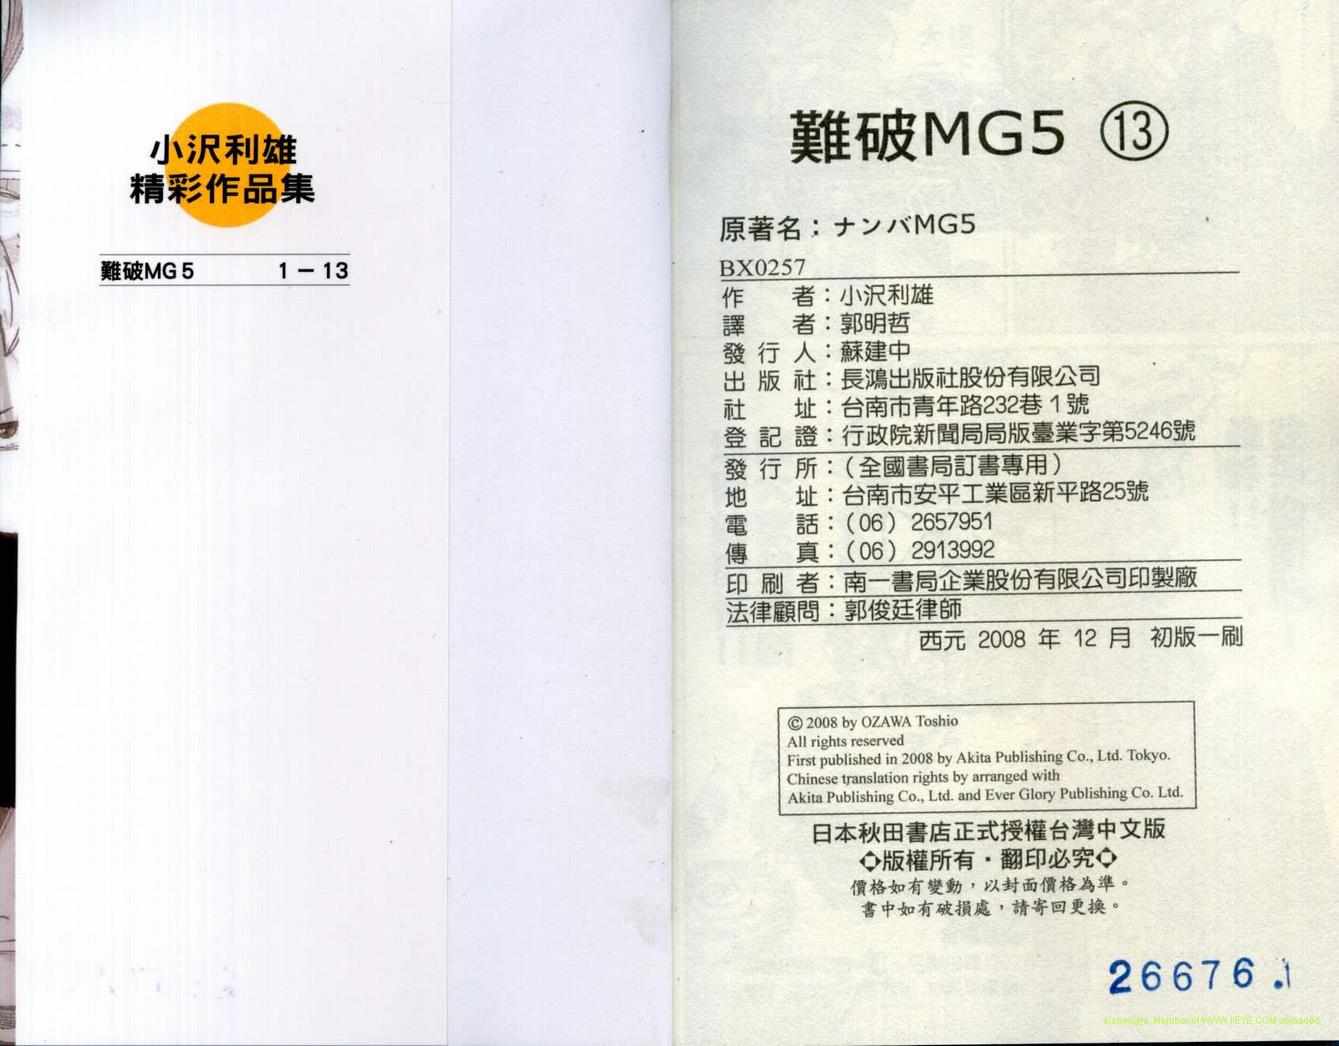 小沢利雄
精彩作品集
難破MG5 1－13
難破MG5 ⑬
原著名：ナンバMG5
BX0257
作者：小沢利雄
譯者：郭明哲
發行人：蘇建中
出版社：長鴻出版社股份有限公司
社址：台南市青年路232巷1號
登記證：行政院新聞局局版臺業字第5246號
發行所：（全國書局訂書專用）
地址：台南市安平工業區新平路25號
電話：（06）2657951
傳真：（06）2913992
印刷者：南一書局企業股份有限公司印製廠
法律顧問：郭俊廷律師
西元 2008 年 12 月 初版一刷
© 2008 by OZAWA Toshio
All rights reserved
First published in 2008 by Akita Publishing Co., Ltd. Tokyo.
Chinese translation rights by arranged with
Akita Publishing Co., Ltd. and Ever Glory Publishing Co. Ltd.
日本秋田書店正式授權台灣中文版
版權所有・翻印必究
價格如有變動，以封面價格為準。
書中如有破損處，請寄回更換。
26676.1